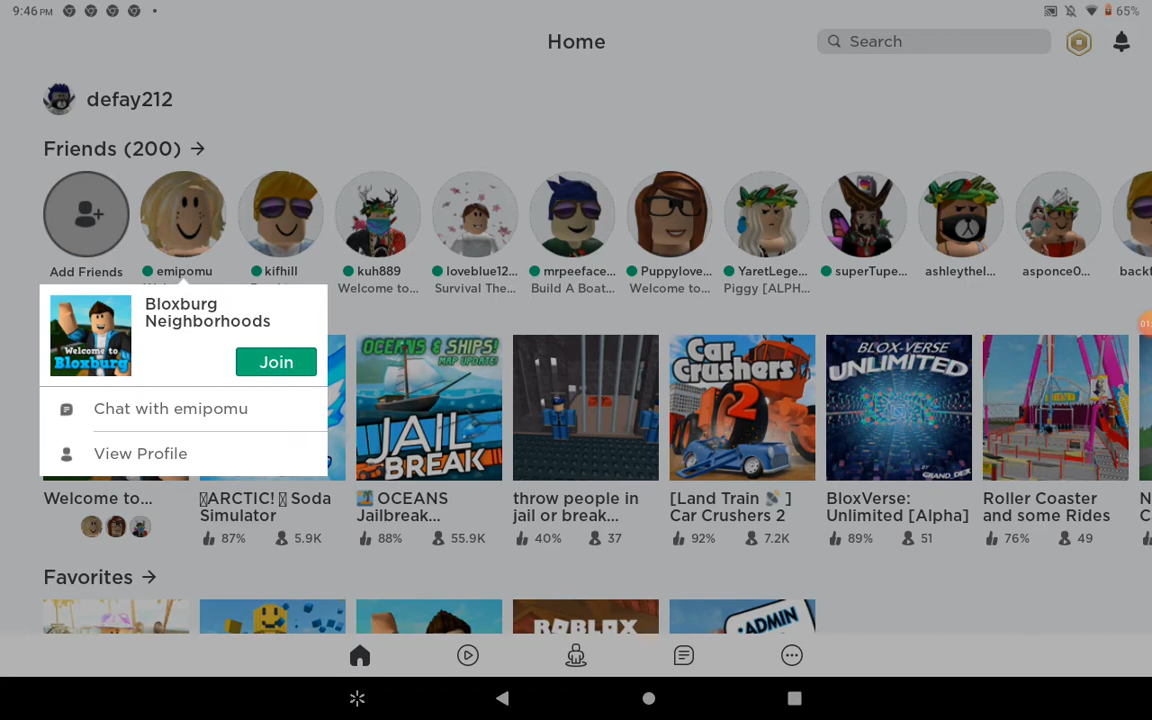 9:46 PM
65%
Home
Search
defay212
Friends (200) →
Add Friends
emipomu
kifhill
kuh889
loveblue12...
mrpeeface...
Puppylove...
YaretLege...
superTupe...
ashleythel...
asponce0...
Welcome to...
Survival The...
Build A Boat...
Welcome to...
Piggy [ALPH...
Bloxburg
Neighborhoods
Welcome to
Bloxburg
Join
Chat with emipomu
View Profile
OCEANS & SHIPS!
MAP UPDATE!
JAIL
BREAK
Car
Crushers
2
BLOX-VERSE
UNLIMITED
BY GRAND_DEX
Welcome to...
ARCTIC! Soda
Simulator
87% 5.9K
OCEANS
Jailbreak...
88% 55.9K
throw people in
jail or break...
40% 37
[Land Train 📡 ]
Car Crushers 2
92% 7.2K
BloxVerse:
Unlimited [Alpha]
89% 51
Roller Coaster
and some Rides
76% 49
Favorites →
ROBLOX
ADMIN